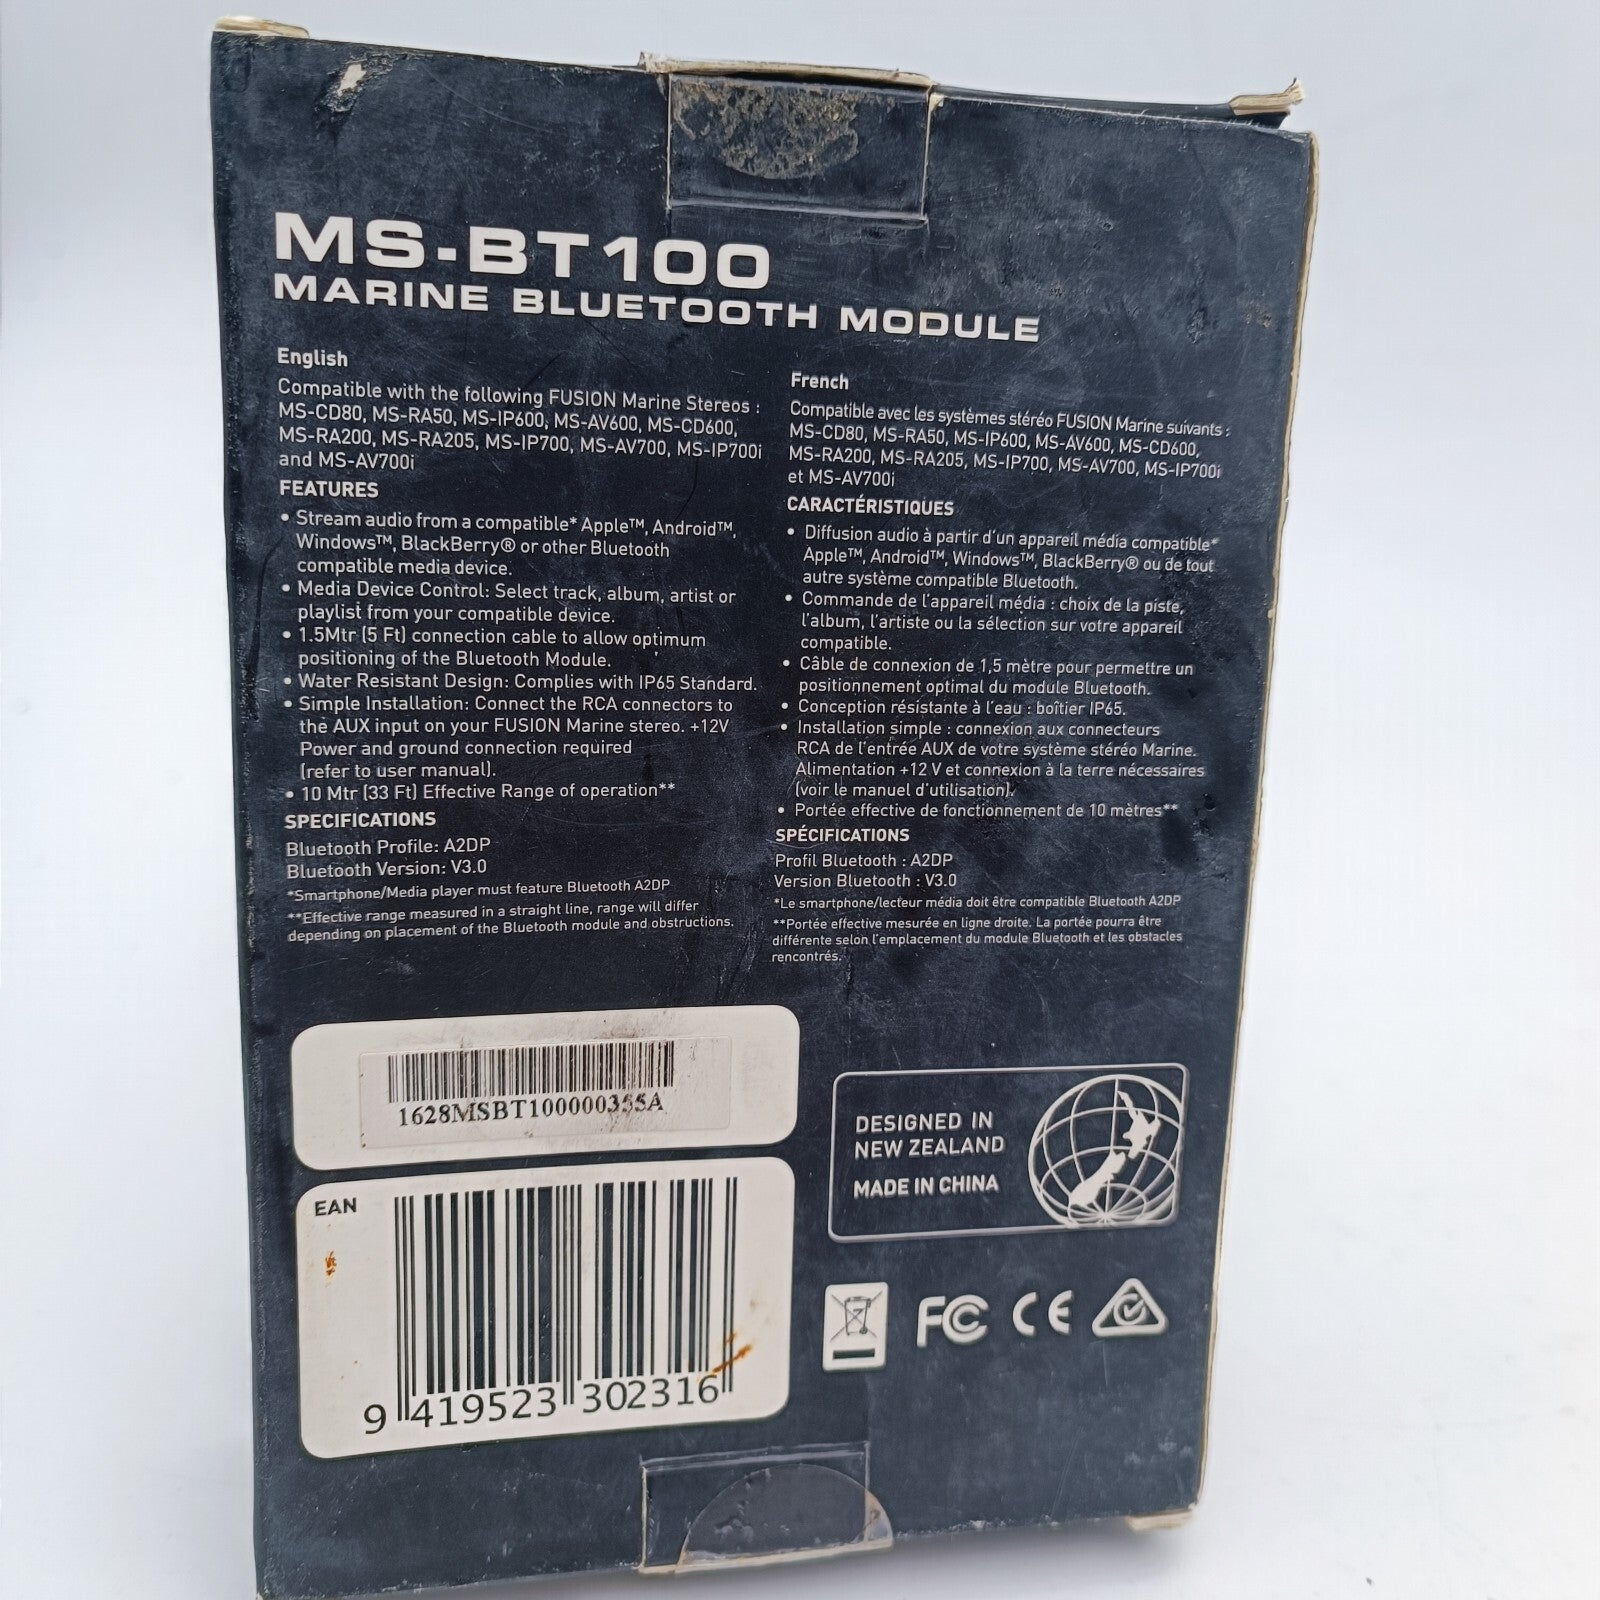 MS-BT100
MARINE BLUETOOTH MODULE
English
Compatible with the following FUSION Marine Stereos :
MS-CD80, MS-RA50, MS-IP600, MS-AV600, MS-CD600,
MS-RA200, MS-RA205, MS-IP700, MS-AV700, MS-IP700i
and MS-AV700i
FEATURES
• Stream audio from a compatible* Apple™, Android™,
Windows™, BlackBerry® or other Bluetooth
compatible media device.
• Media Device Control: Select track, album, artist or
playlist from your compatible device.
• 1.5Mtr (5 Ft) connection cable to allow optimum
positioning of the Bluetooth Module.
• Water Resistant Design: Complies with IP65 Standard.
• Simple Installation: Connect the RCA connectors to
the AUX input on your FUSION Marine stereo. +12V
Power and ground connection required
(refer to user manual).
• 10 Mtr (33 Ft) Effective Range of operation**
SPECIFICATIONS
Bluetooth Profile: A2DP
Bluetooth Version: V3.0
*Smartphone/Media player must feature Bluetooth A2DP
**Effective range measured in a straight line, range will differ
depending on placement of the Bluetooth module and obstructions.
French
Compatible avec les systèmes stéréo FUSION Marine suivants :
MS-CD80, MS-RA50, MS-IP600, MS-AV600, MS-CD600,
MS-RA200, MS-RA205, MS-IP700, MS-AV700, MS-IP700i
et MS-AV700i
CARACTÉRISTIQUES
• Diffusion audio à partir d'un appareil média compatible*
Apple™, Android™, Windows™, BlackBerry® ou de tout
autre système compatible Bluetooth.
• Commande de l'appareil média : choix de la piste,
l'album, l'artiste ou la sélection sur votre appareil
compatible.
• Câble de connexion de 1,5 mètre pour permettre un
positionnement optimal du module Bluetooth.
• Conception résistante à l'eau : boîtier IP65.
• Installation simple : connexion aux connecteurs
RCA de l'entrée AUX de votre système stéréo Marine.
Alimentation +12 V et connexion à la terre nécessaires
(voir le manuel d'utilisation).
• Portée effective de fonctionnement de 10 mètres**
SPÉCIFICATIONS
Profil Bluetooth : A2DP
Version Bluetooth : V3.0
*Le smartphone/lecteur média doit être compatible Bluetooth A2DP
**Portée effective mesurée en ligne droite. La portée pourra être
différente selon l'emplacement du module Bluetooth et les obstacles
rencontrés.
1628MSBT100000355A
EAN
9 419523 302316
DESIGNED IN
NEW ZEALAND
MADE IN CHINA
FC CE